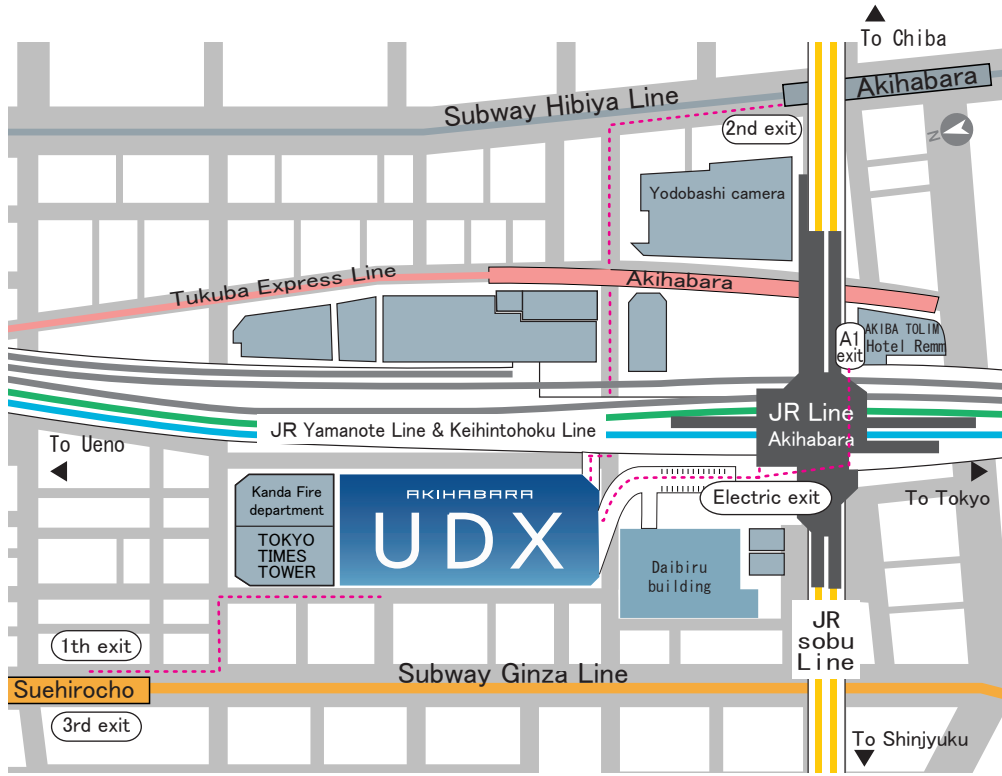 To Chiba
Akihabara
Subway Hibiya Line
2nd exit
N
Yodobashi camera
Tukuba Express Line
Akihabara
A1
exit
AKIBA TOLIM
Hotel Remm
JR Line
Akihabara
JR Yamanote Line & Keihintohoku Line
To Ueno
To Tokyo
Kanda Fire
department
TOKYO
TIMES
TOWER
AKIHABARA
UDX
Electric exit
Daibiru
building
JR
sobu
Line
1th exit
Subway Ginza Line
Suehirocho
3rd exit
To Shinjyuku